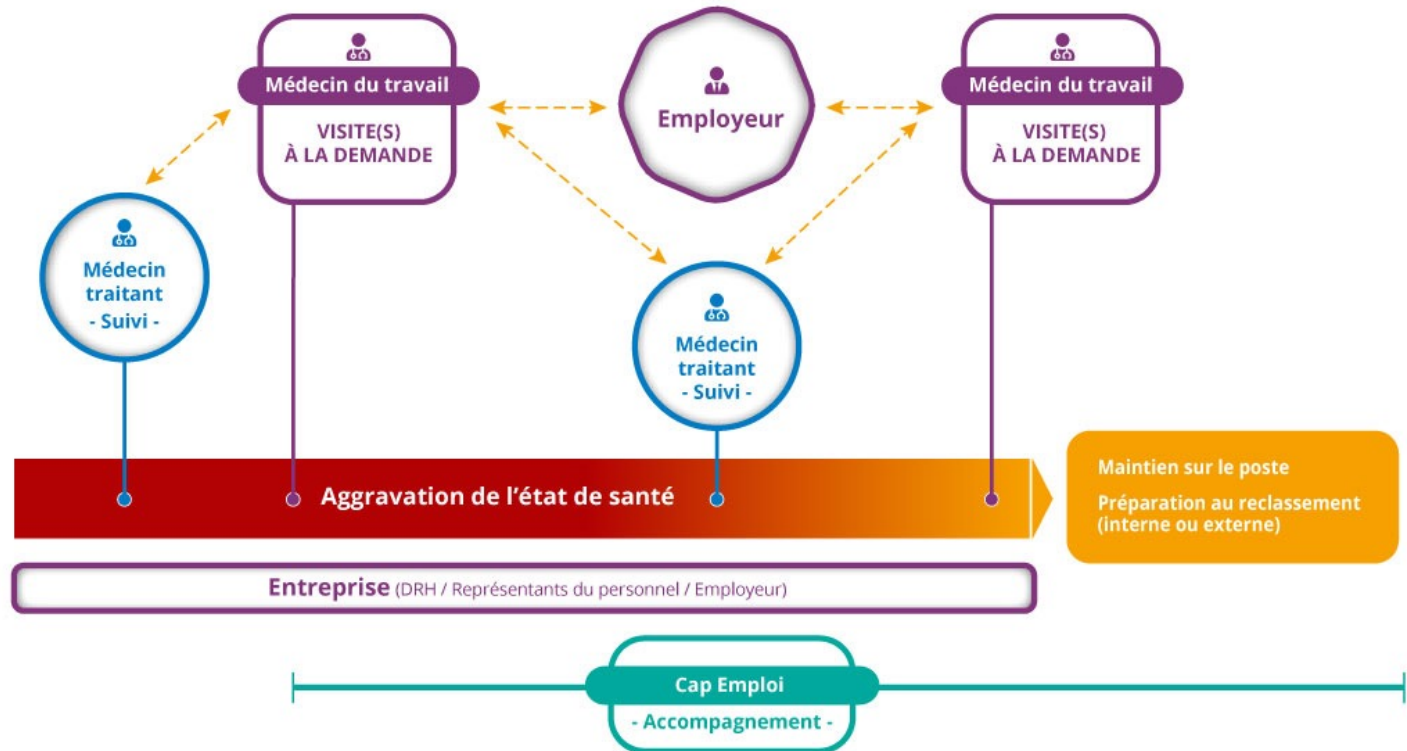 Médecin du travail
VISITE(S)
À LA DEMANDE
Employeur
Médecin du travail
VISITE(S)
À LA DEMANDE
Médecin
traitant
- Suivi -
Médecin
traitant
- Suivi -
Aggravation de l’état de santé
Maintien sur le poste
Préparation au reclassement
(interne ou externe)
Entreprise (DRH / Représentants du personnel / Employeur)
Cap Emploi
- Accompagnement -